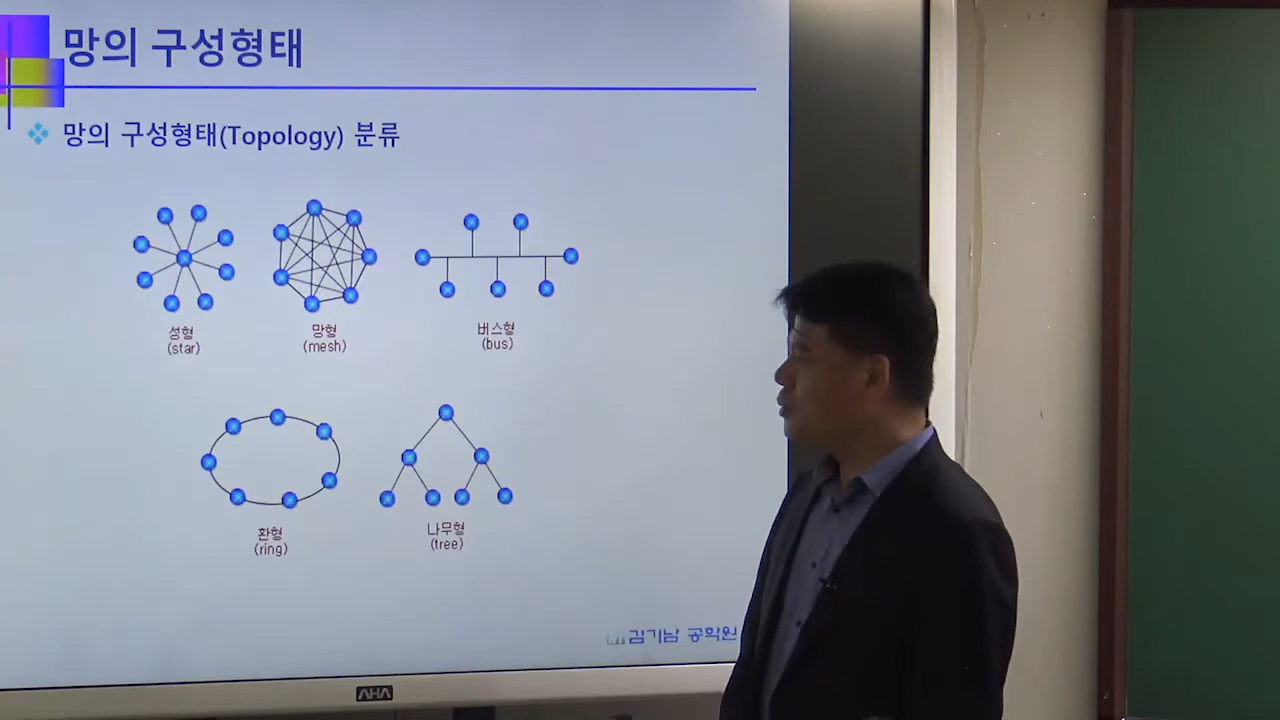 망의 구성형태
망의 구성형태(Topology) 분류
성형
(star)
망형
(mesh)
버스형
(bus)
환형
(ring)
나무형
(tree)
김기남 공학원
AHA